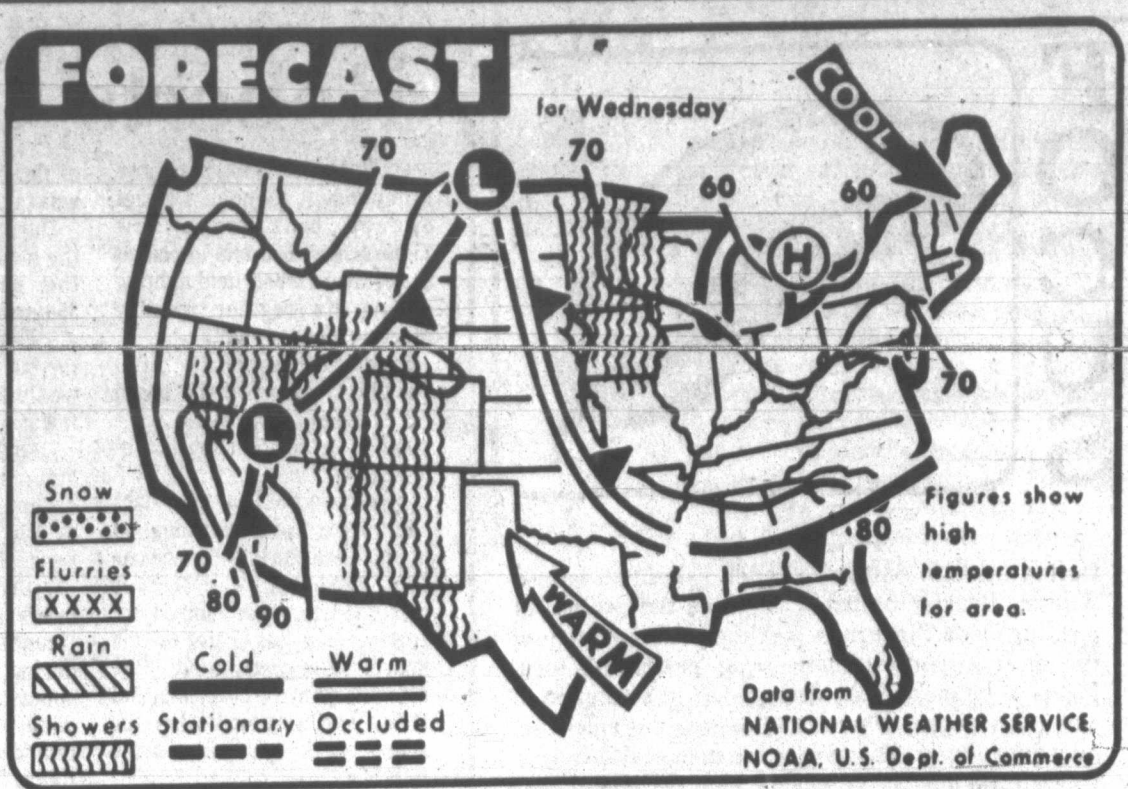 FORECAST
for Wednesday
COOL
70
L
70
60
60
H
70
L
Snow
Flurries
XXXX
Rain
Showers
70
80
90
Cold
Warm
Stationary
Occluded
WARM
80
Figures show
high
temperatures
for area.
Data from
NATIONAL WEATHER SERVICE,
NOAA, U.S. Dept. of Commerce